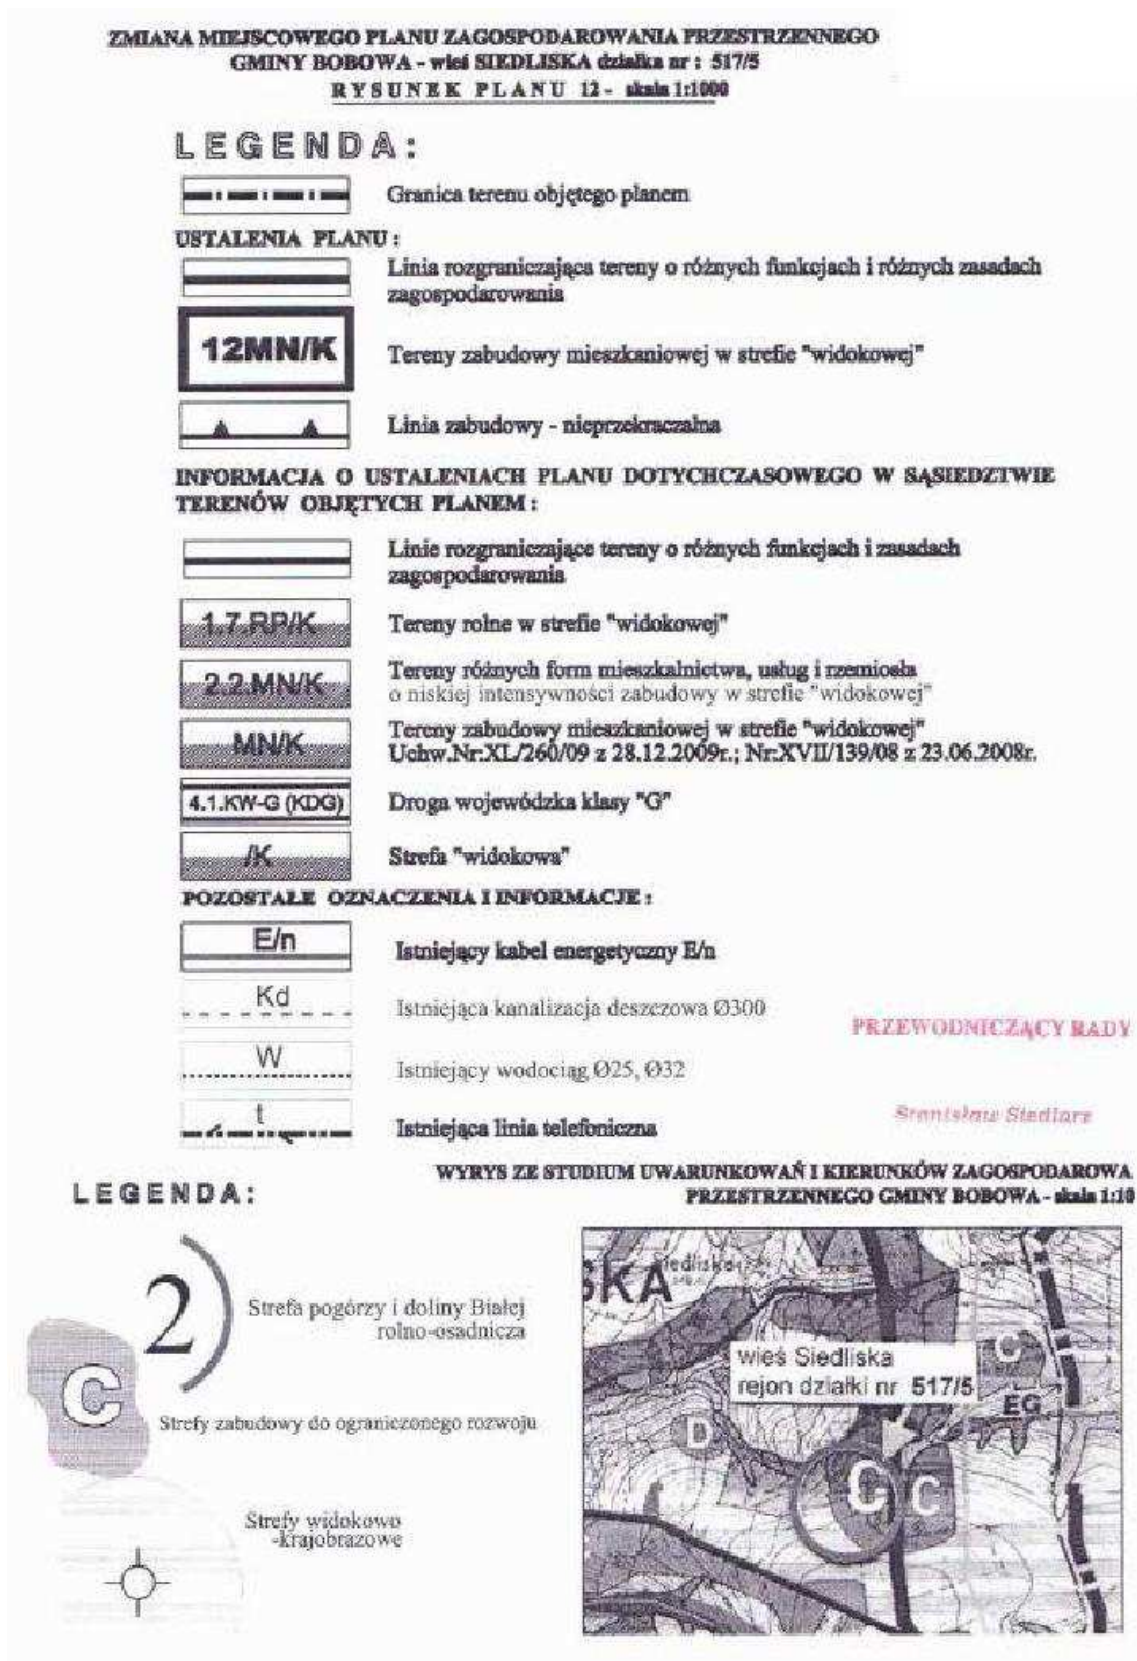 ZMIANA MIEJSCOWEGO PLANU ZAGOSPODAROWANIA PRZESTRZENNEGO
GMINY BOBOWA - wieś SIEDLISKA działka nr : 517/5
RYSUNEK PLANU 12 - skala 1:1000
LEGENDA:
Granica terenu objętego planem
USTALENIA PLANU :
Linia rozgraniczająca tereny o różnych funkcjach i różnych zasadach
zagospodarowania
12MN/K
Tereny zabudowy mieszkaniowej w strefie "widokowej"
Linia zabudowy - nieprzekraczalna
INFORMACJA O USTALENIACH PLANU DOTYCHCZASOWEGO W SĄSIEDZTWIE
TERENÓW OBJĘTYCH PLANEM :
Linie rozgraniczające tereny o różnych funkcjach i zasadach
zagospodarowania
1.7.RP/K
Tereny rolne w strefie "widokowej"
2.2.MN/K
Tereny różnych form mieszkalnictwa, usług i rzemiosła
o niskiej intensywności zabudowy w strefie "widokowej"
MN/K
Tereny zabudowy mieszkaniowej w strefie "widokowej"
Uchw.Nr:XL/260/09 z 28.12.2009r.; Nr:XVII/139/08 z 23.06.2008r.
4.1.KW-G (KDG)
Droga wojewódzka klasy "G"
/K
Strefa "widokowa"
POZOSTAŁE OZNACZENIA I INFORMACJE :
E/n
Istniejący kabel energetyczny E/n
Kd
Istniejąca kanalizacja deszczowa Ø300
PRZEWODNICZĄCY RADY
W
Istniejący wodociąg Ø25, Ø32
t
Istniejąca linia telefoniczna
WYRYS ZE STUDIUM UWARUNKOWAŃ I KIERUNKÓW ZAGOSPODAROWA
PRZESTRZENNEGO GMINY BOBOWA - skala 1:10
LEGENDA:
2
Strefa pogórzy i doliny Białej
rolno-osadnicza
C
Strefy zabudowy do ograniczonego rozwoju
Strefy widokowo
-krajobrazowe
SKA
wieś Siedliska
rejon działki nr 517/5
C
EG
D
C
C